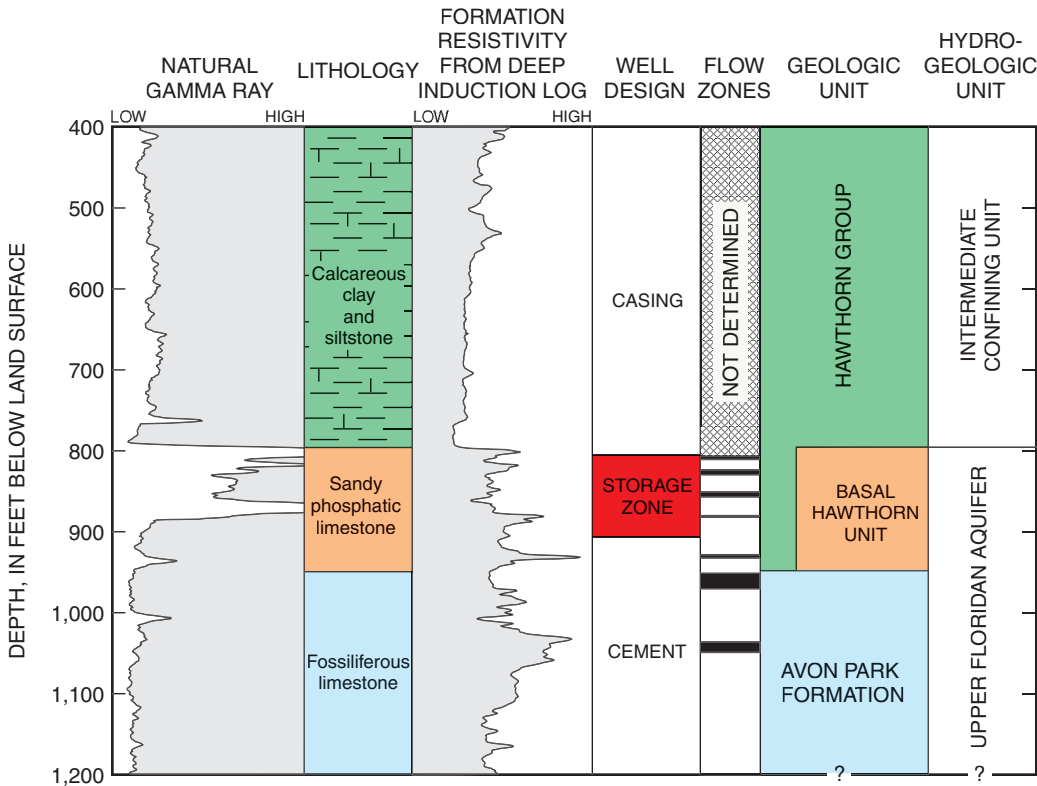 NATURAL
GAMMA RAY
LITHOLOGY
FORMATION
RESISTIVITY
FROM DEEP
INDUCTION LOG
WELL
DESIGN
FLOW
ZONES
GEOLOGIC
UNIT
HYDRO-
GEOLOGIC
UNIT
LOW HIGH
LOW HIGH
DEPTH, IN FEET BELOW LAND SURFACE
400
500
600
700
800
900
1,000
1,100
1,200
Calcareous
clay
and
siltstone
Sandy
phosphatic
limestone
Fossiliferous
limestone
CASING
STORAGE
ZONE
CEMENT
NOT DETERMINED
HAWTHORN GROUP
BASAL
HAWTHORN
UNIT
AVON PARK
FORMATION
?
INTERMEDIATE
CONFINING UNIT
UPPER FLORIDAN AQUIFER
?